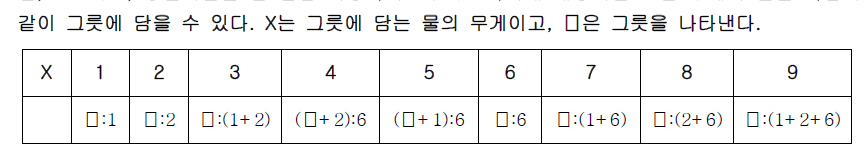 같이 그릇에 담을 수 있다. X는 그릇에 담는 물의 무게이고, □은 그릇을 나타낸다.
X 1 2 3 4 5 6 7 8 9
□:1 □:2 □:(1+2) (□+2):6 (□+1):6 □:6 □:(1+6) □:(2+6) □:(1+2+6)